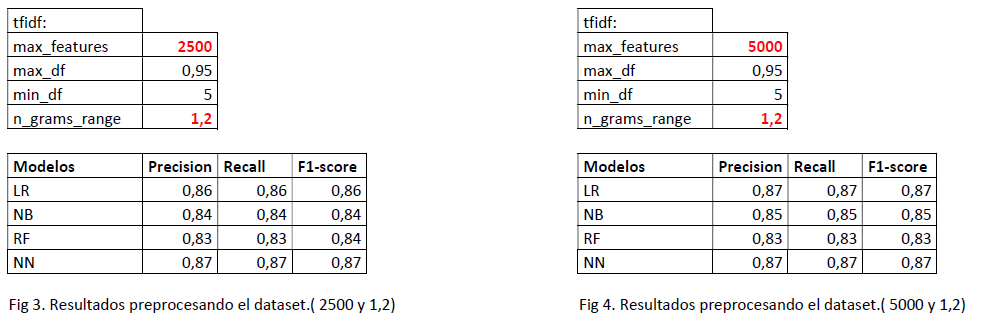 tfidf:
max_features 2500
max_df 0,95
min_df 5
n_grams_range 1,2
Modelos Precision Recall F1-score
LR 0,86 0,86 0,86
NB 0,84 0,84 0,84
RF 0,83 0,83 0,84
NN 0,87 0,87 0,87
Fig 3. Resultados preprocesando el dataset.( 2500 y 1,2)
tfidf:
max_features 5000
max_df 0,95
min_df 5
n_grams_range 1,2
Modelos Precision Recall F1-score
LR 0,87 0,87 0,87
NB 0,85 0,85 0,85
RF 0,83 0,83 0,83
NN 0,87 0,87 0,87
Fig 4. Resultados preprocesando el dataset.( 5000 y 1,2)